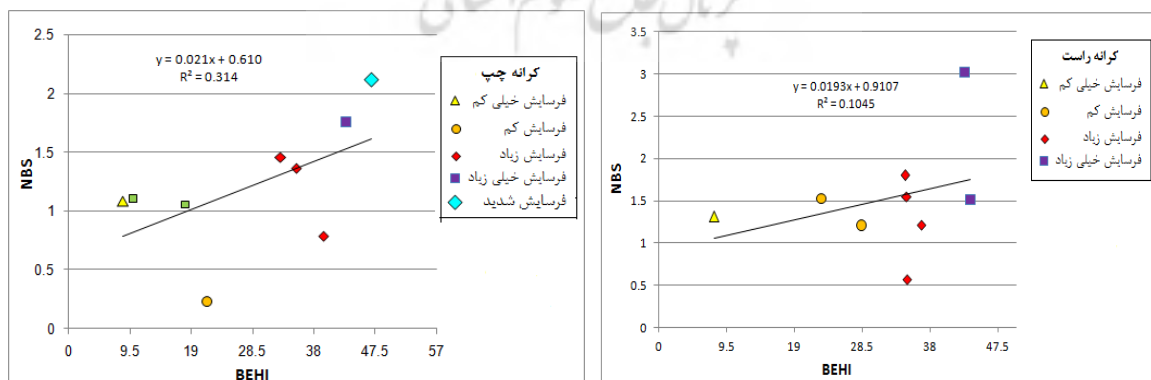 2.5
2
1.5
1
0.5
0
NBS
y = 0.021x + 0.610
R² = 0.314
0 9.5 19 28.5 38 47.5 57
BEHI
کرانه چپ
فرسایش خیلی کم
فرسایش کم
فرسایش زیاد
فرسایش خیلی زیاد
فرسایش شدید
3.5
3
2.5
2
1.5
1
0.5
0
NBS
y = 0.0193x + 0.9107
R² = 0.1045
0 9.5 19 28.5 38 47.5
BEHI
کرانه راست
فرسایش خیلی کم
فرسایش کم
فرسایش زیاد
فرسایش خیلی زیاد